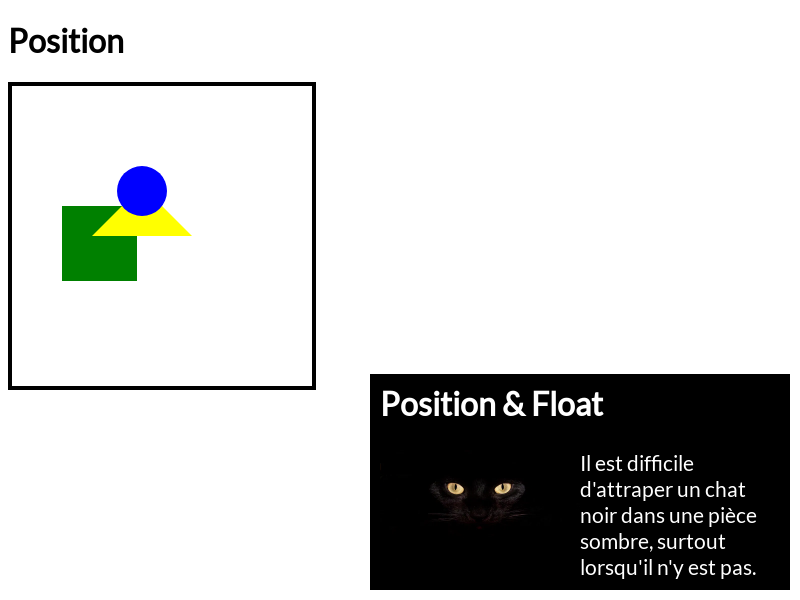 Position
Position & Float
Il est difficile
d'attraper un chat
noir dans une pièce
sombre, surtout
lorsqu'il n'y est pas.